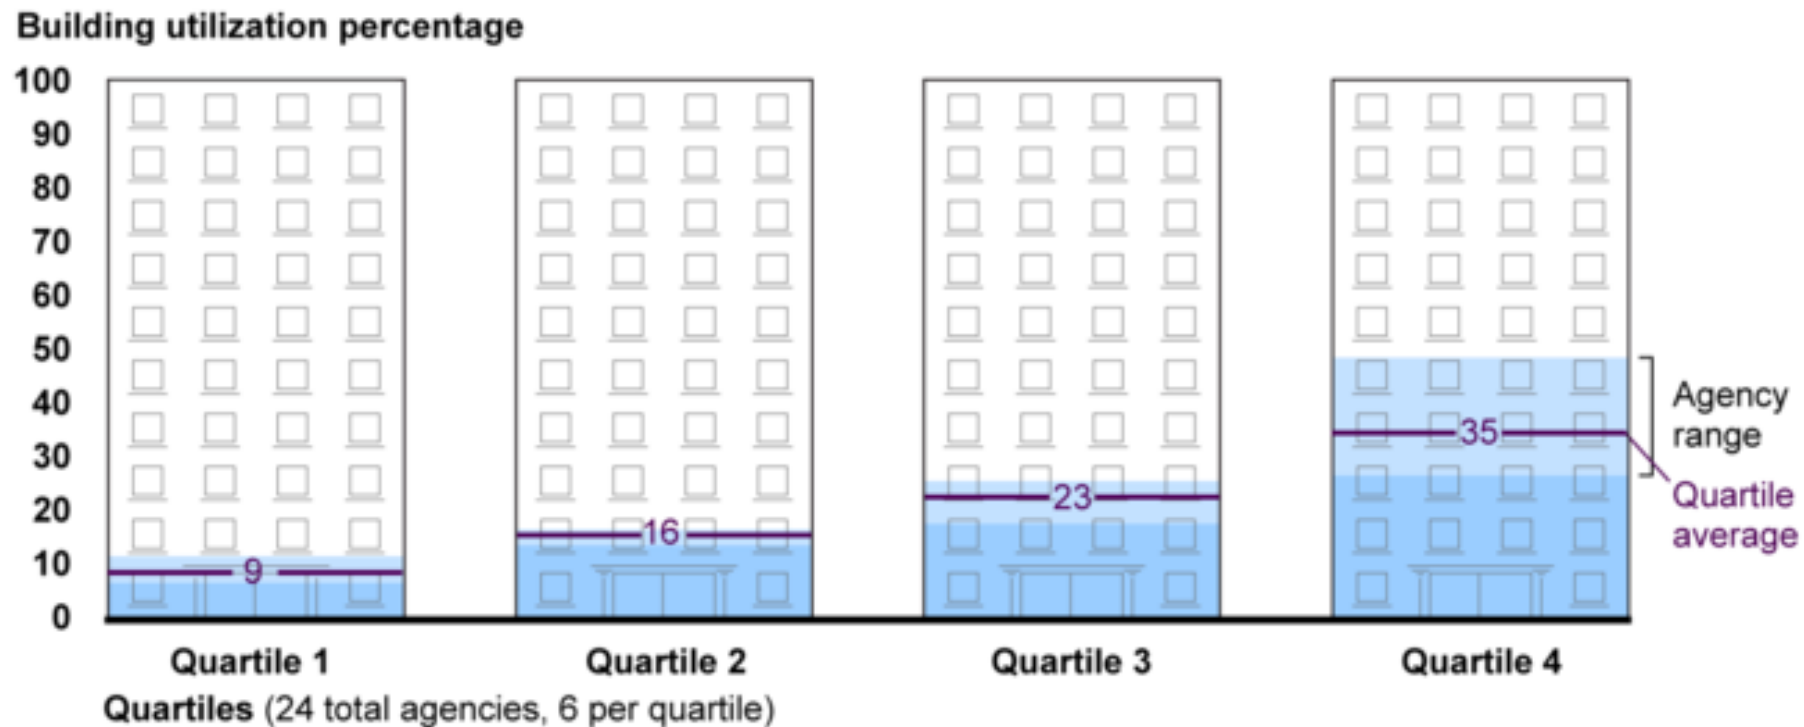 Building utilization percentage
100
90
80
70
60
50
40
30
20
10
0
9
16
23
35
Agency
range
Quartile
average
Quartile 1
Quartile 2
Quartile 3
Quartile 4
Quartiles (24 total agencies, 6 per quartile)